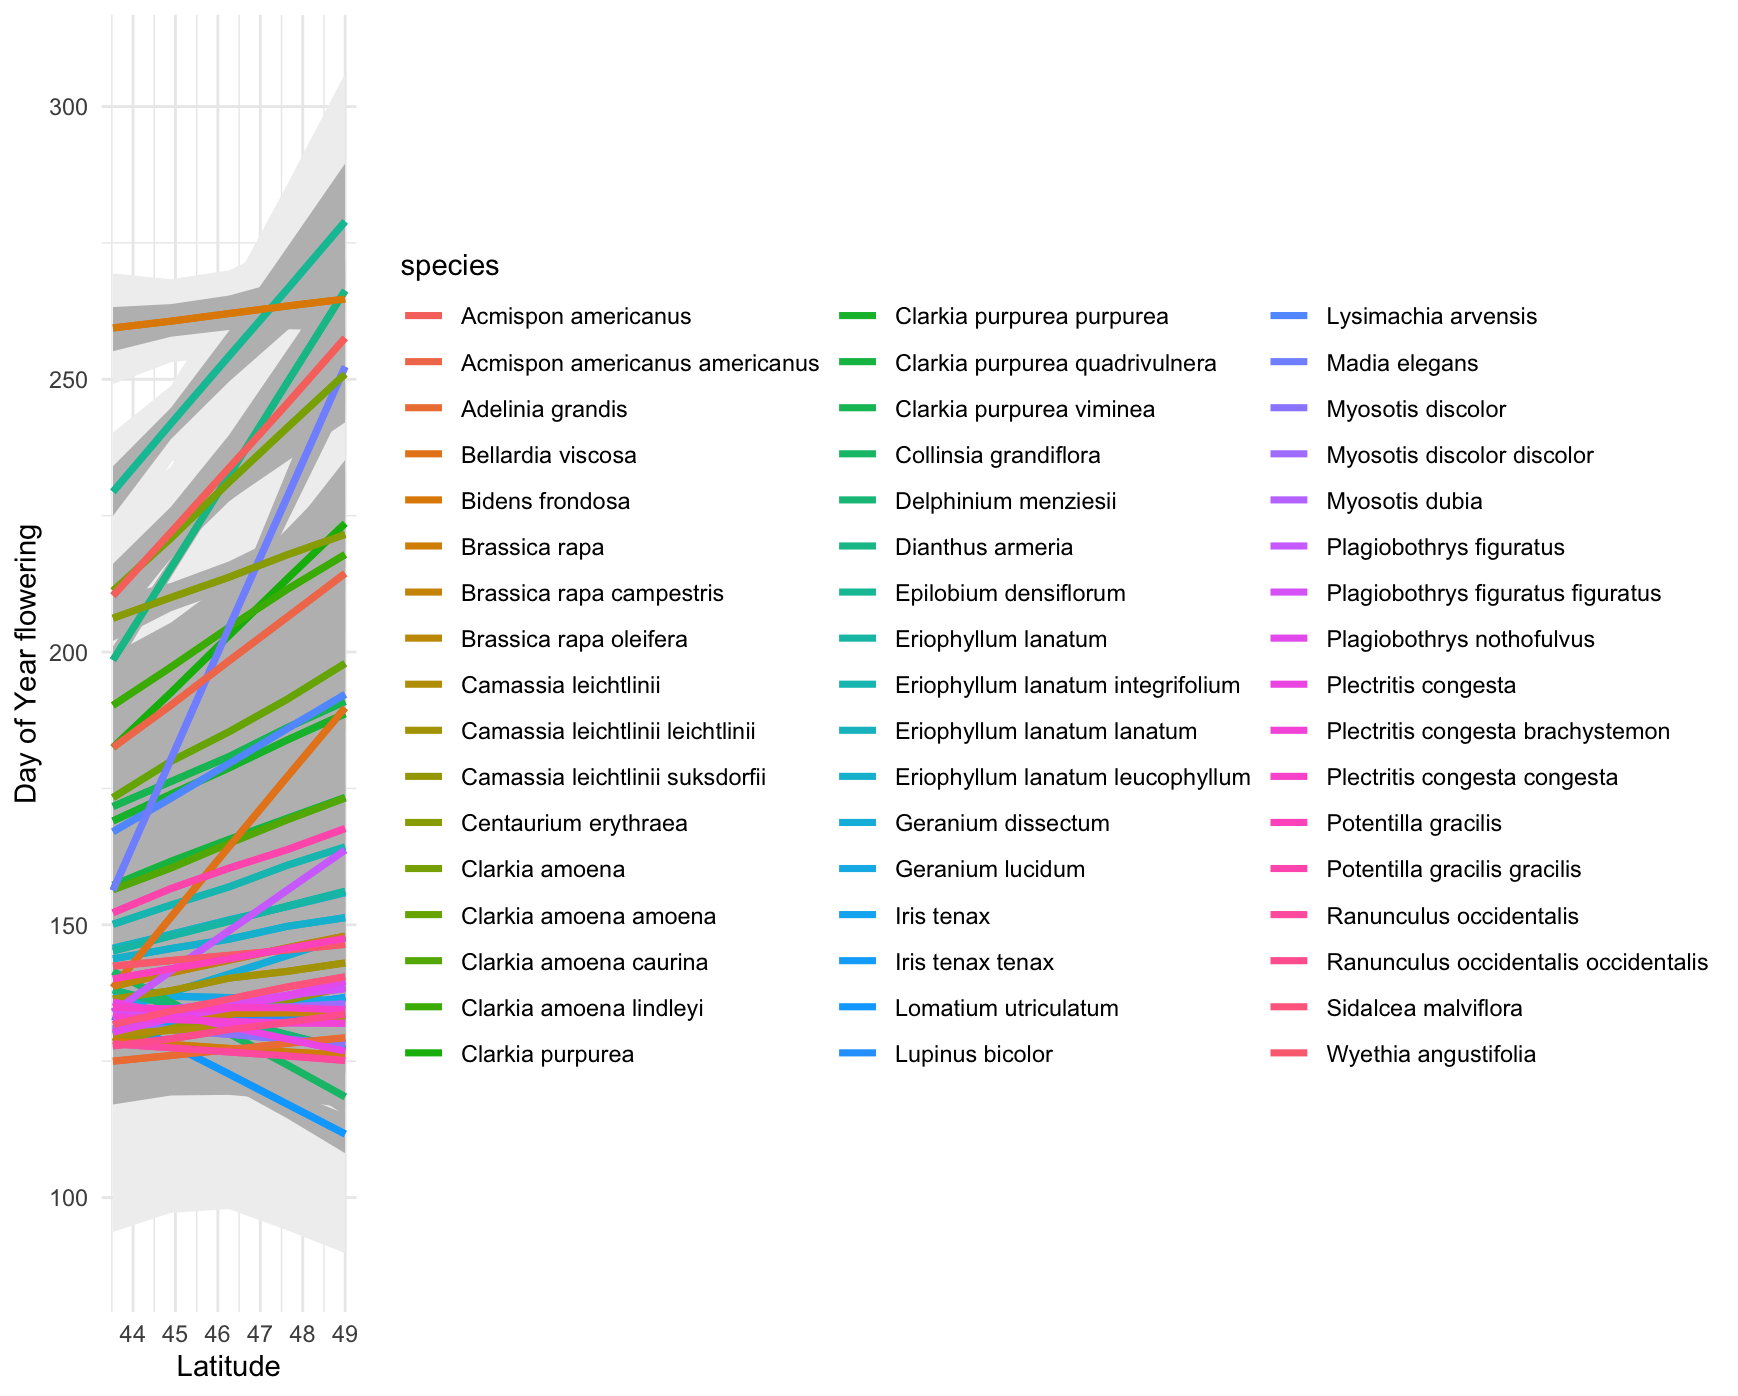 300
250
200
150
100
Day of Year flowering
44 45 46 47 48 49
Latitude
species
Acmispon americanus
Acmispon americanus americanus
Adelinia grandis
Bellardia viscosa
Bidens frondosa
Brassica rapa
Brassica rapa campestris
Brassica rapa oleifera
Camassia leichtlinii
Camassia leichtlinii leichtlinii
Camassia leichtlinii suksdorfii
Centaurium erythraea
Clarkia amoena
Clarkia amoena amoena
Clarkia amoena caurina
Clarkia amoena lindleyi
Clarkia purpurea
Clarkia purpurea purpurea
Clarkia purpurea quadrivulnera
Clarkia purpurea viminea
Collinsia grandiflora
Delphinium menziesii
Dianthus armeria
Epilobium densiflorum
Eriophyllum lanatum
Eriophyllum lanatum integrifolium
Eriophyllum lanatum lanatum
Eriophyllum lanatum leucophyllum
Geranium dissectum
Geranium lucidum
Iris tenax
Iris tenax tenax
Lomatium utriculatum
Lupinus bicolor
Lysimachia arvensis
Madia elegans
Myosotis discolor
Myosotis discolor discolor
Myosotis dubia
Plagiobothrys figuratus
Plagiobothrys figuratus figuratus
Plagiobothrys nothofulvus
Plectritis congesta
Plectritis congesta brachystemon
Plectritis congesta congesta
Potentilla gracilis
Potentilla gracilis gracilis
Ranunculus occidentalis
Ranunculus occidentalis occidentalis
Sidalcea malviflora
Wyethia angustifolia